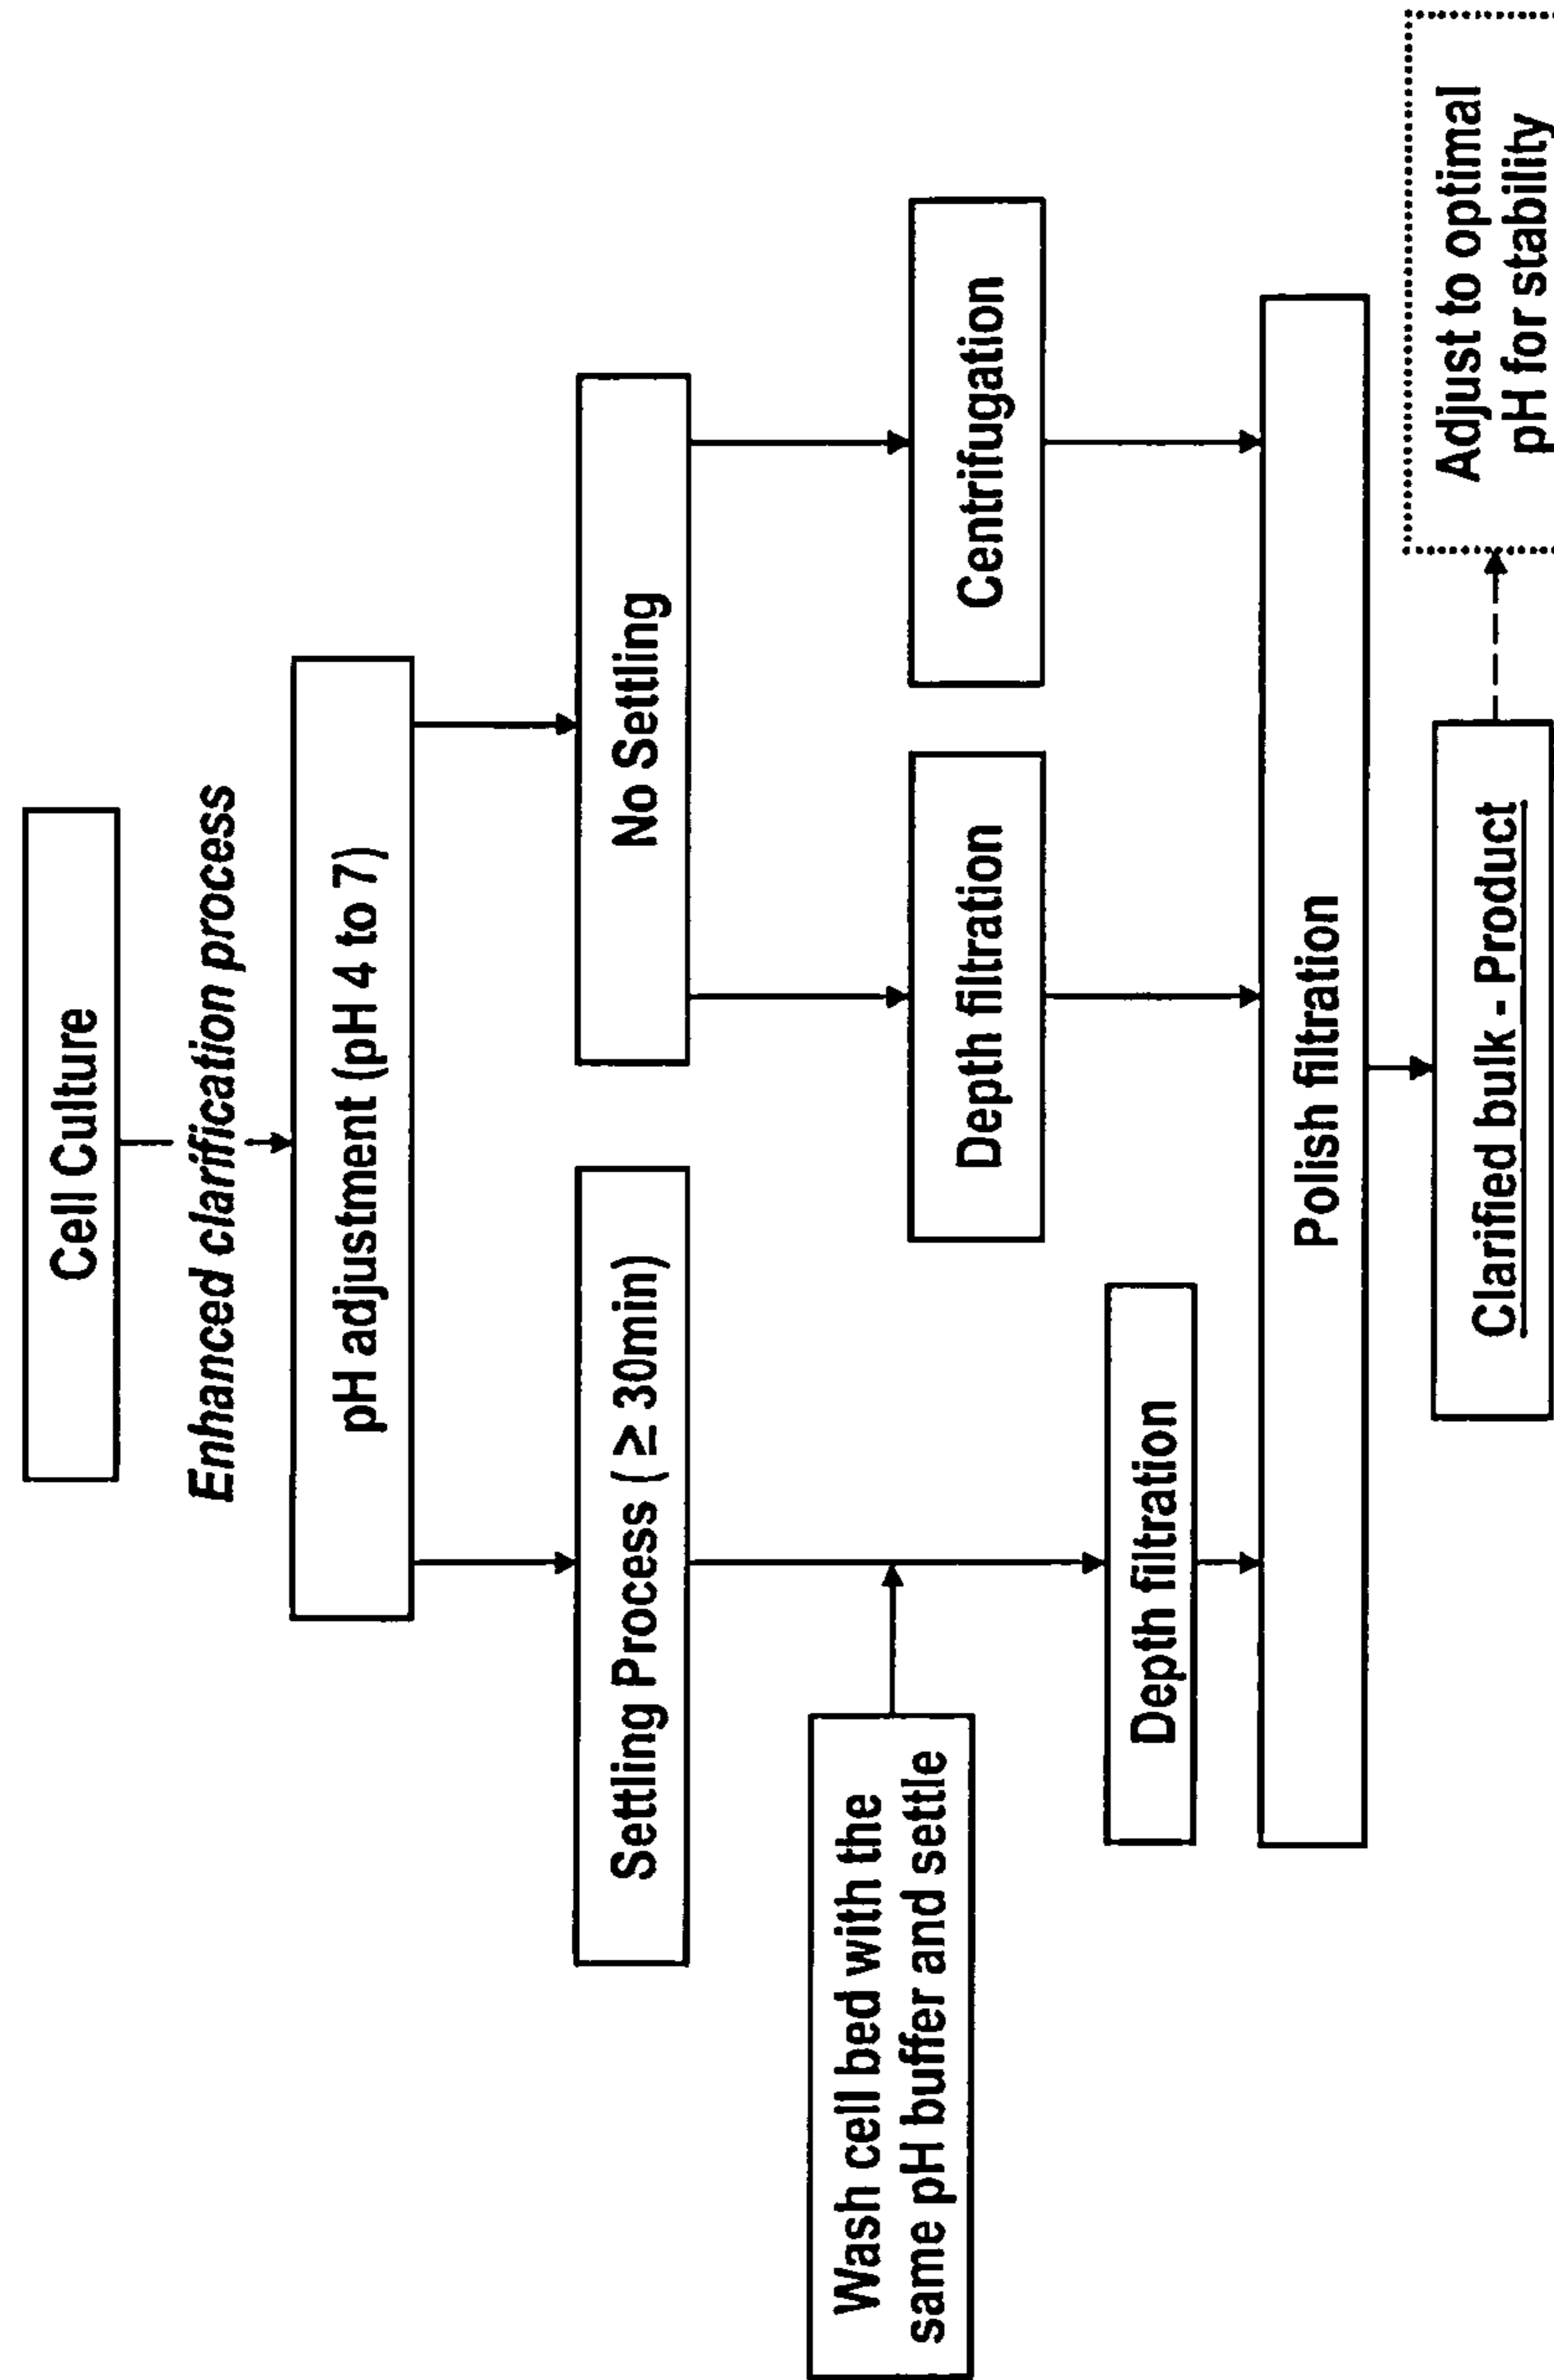 Cell Culture
Enhanced clarification process
pH adjustment (pH 4 to 7)
Settling Process ( ≥ 30min)
No Settling
Wash cell bed with the
same pH buffer and settle
Depth filtration
Centrifugation
Depth filtration
Polish filtration
Clarified bulk - Product
Adjust to optimal
pH for stability